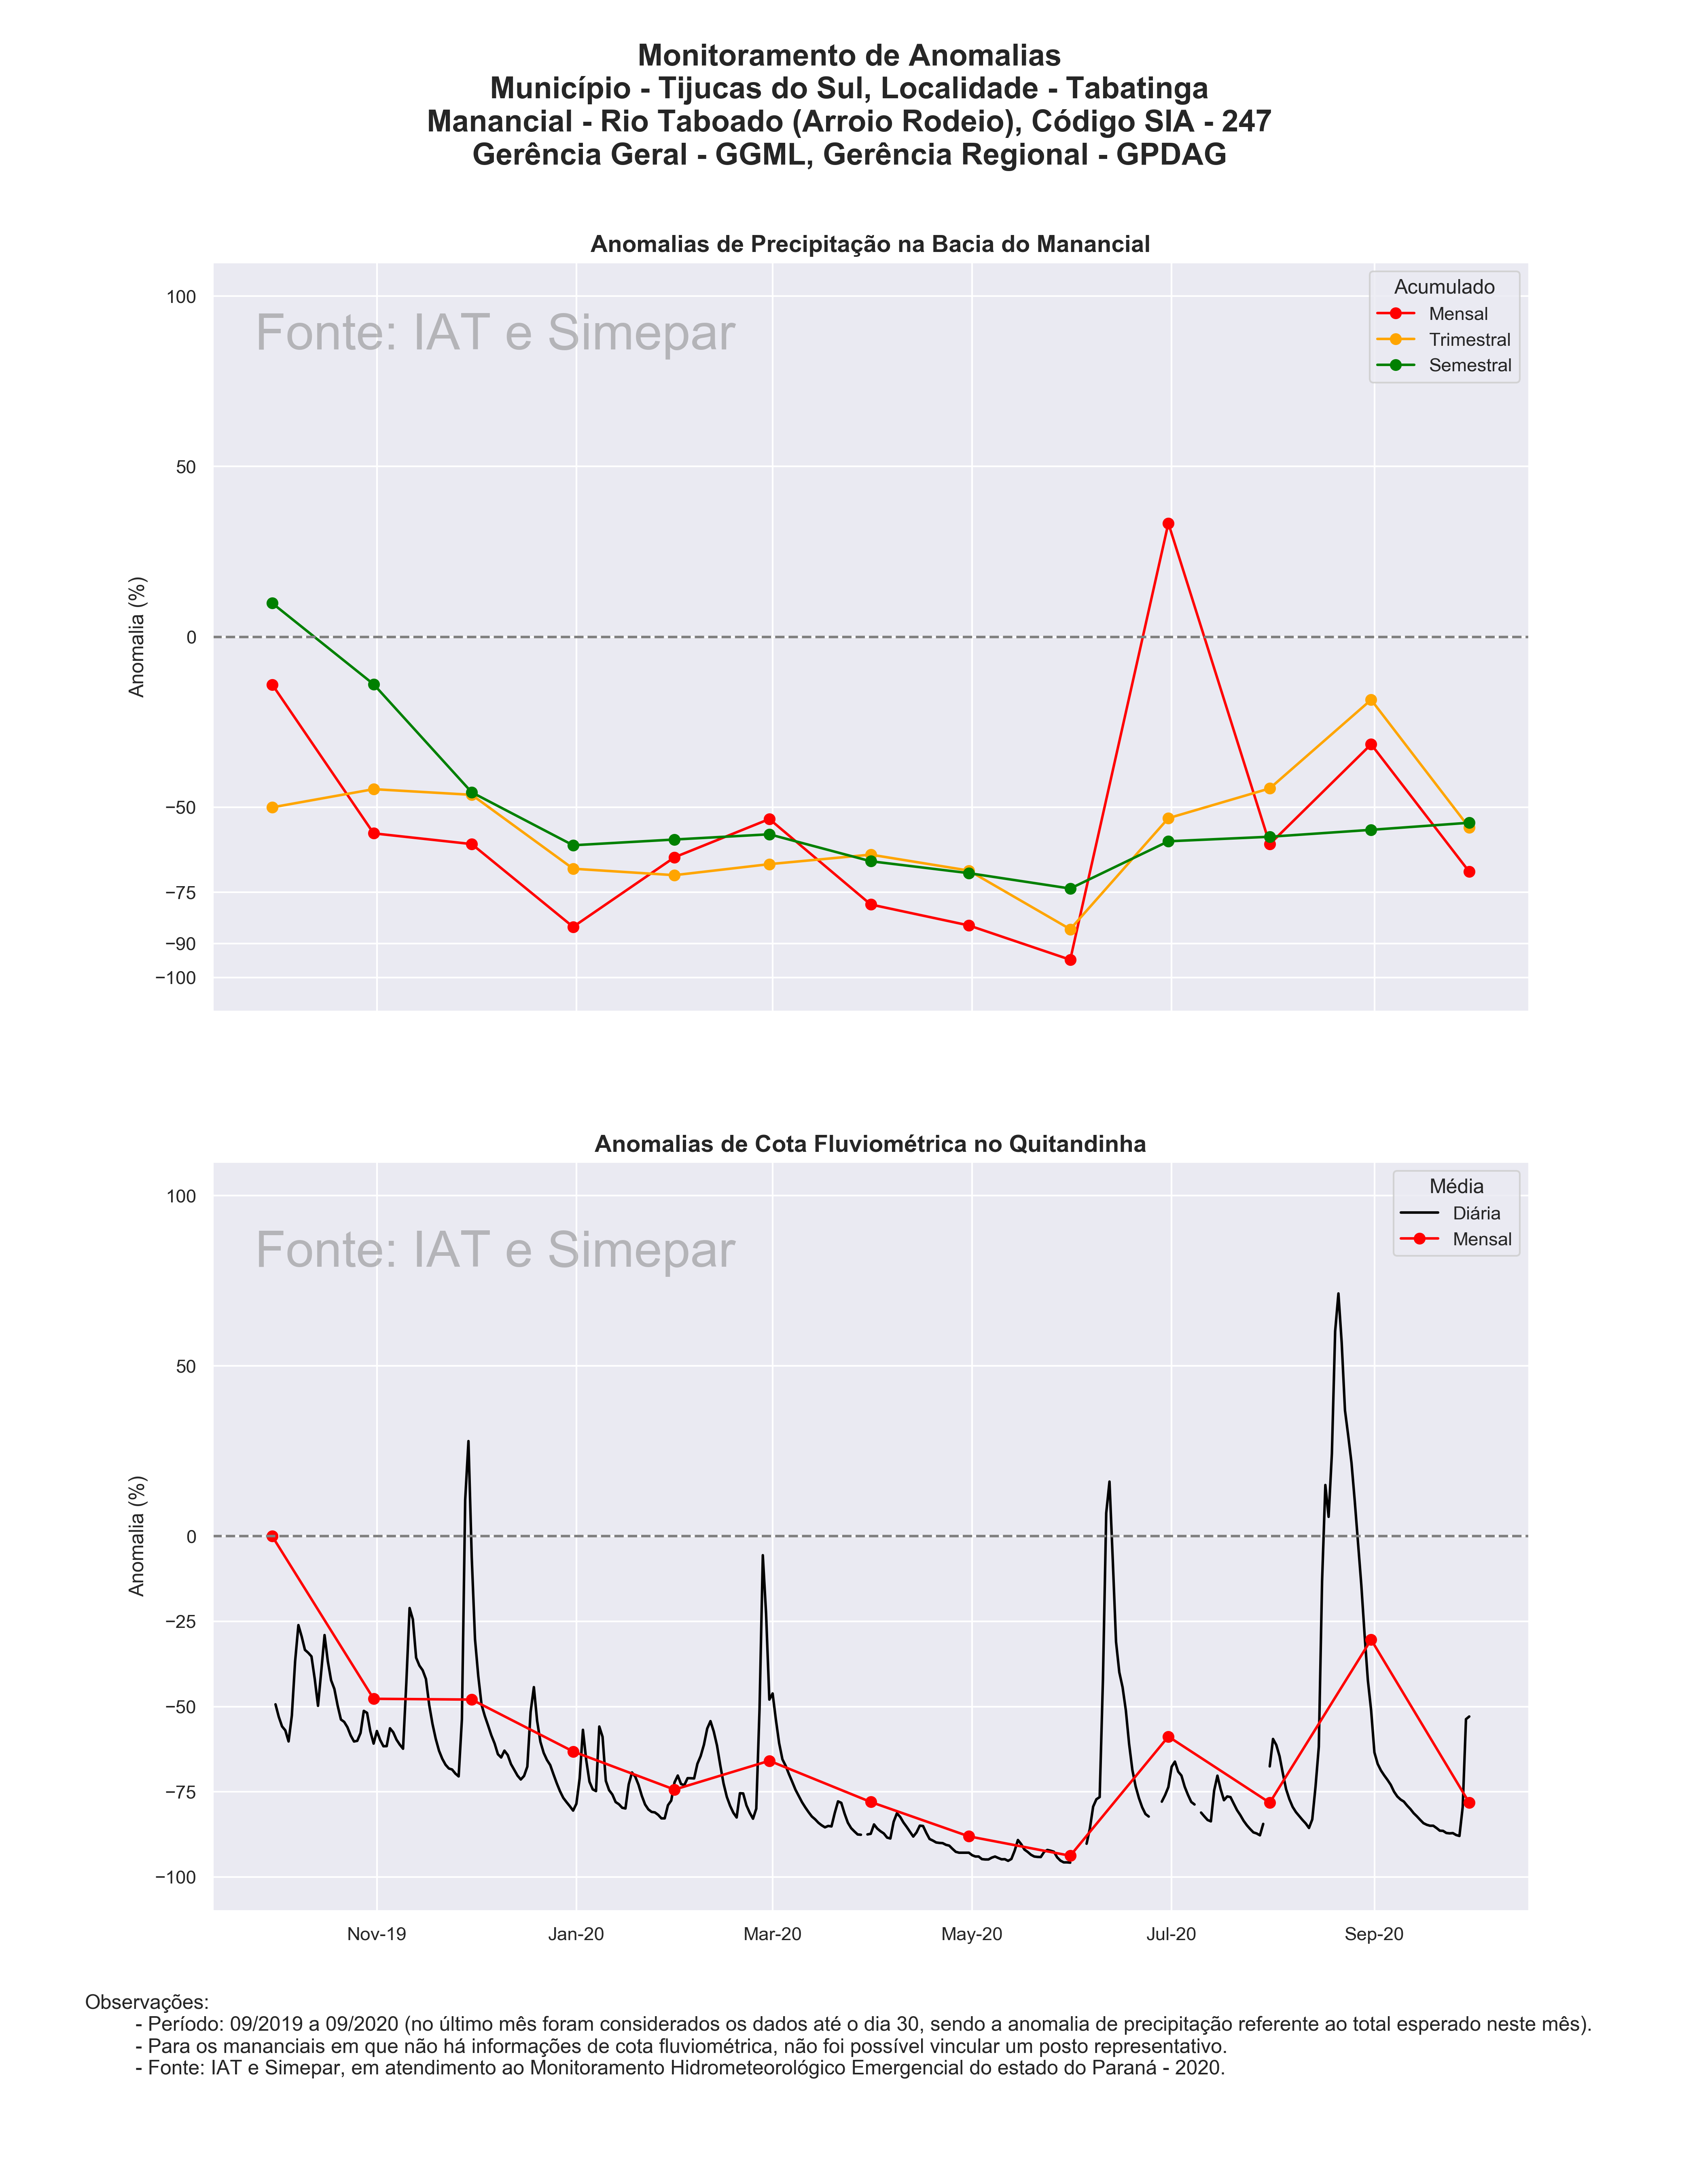 Monitoramento de Anomalias
Município - Tijucas do Sul, Localidade - Tabatinga
Manancial - Rio Taboado (Arroio Rodeio), Código SIA - 247
Gerência Geral - GGML, Gerência Regional - GPDAG
Anomalias de Precipitação na Bacia do Manancial
Fonte: IAT e Simepar
Acumulado
Mensal
Trimestral
Semestral
Anomalia (%)
100
50
0
−50
−75
−90
−100
Anomalias de Cota Fluviométrica no Quitandinha
Fonte: IAT e Simepar
Média
Diária
Mensal
Anomalia (%)
100
50
0
−25
−50
−75
−100
Nov-19 Jan-20 Mar-20 May-20 Jul-20 Sep-20
Observações:
- Período: 09/2019 a 09/2020 (no último mês foram considerados os dados até o dia 30, sendo a anomalia de precipitação referente ao total esperado neste mês).
- Para os mananciais em que não há informações de cota fluviométrica, não foi possível vincular um posto representativo.
- Fonte: IAT e Simepar, em atendimento ao Monitoramento Hidrometeorológico Emergencial do estado do Paraná - 2020.